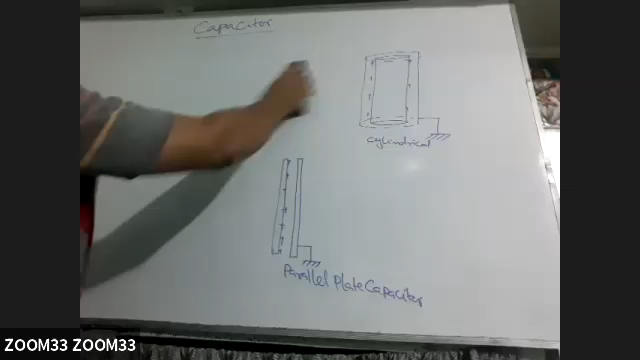 Capacitor
Cylindrical
Parallel Plate Capacitor
ZOOM33 ZOOM33